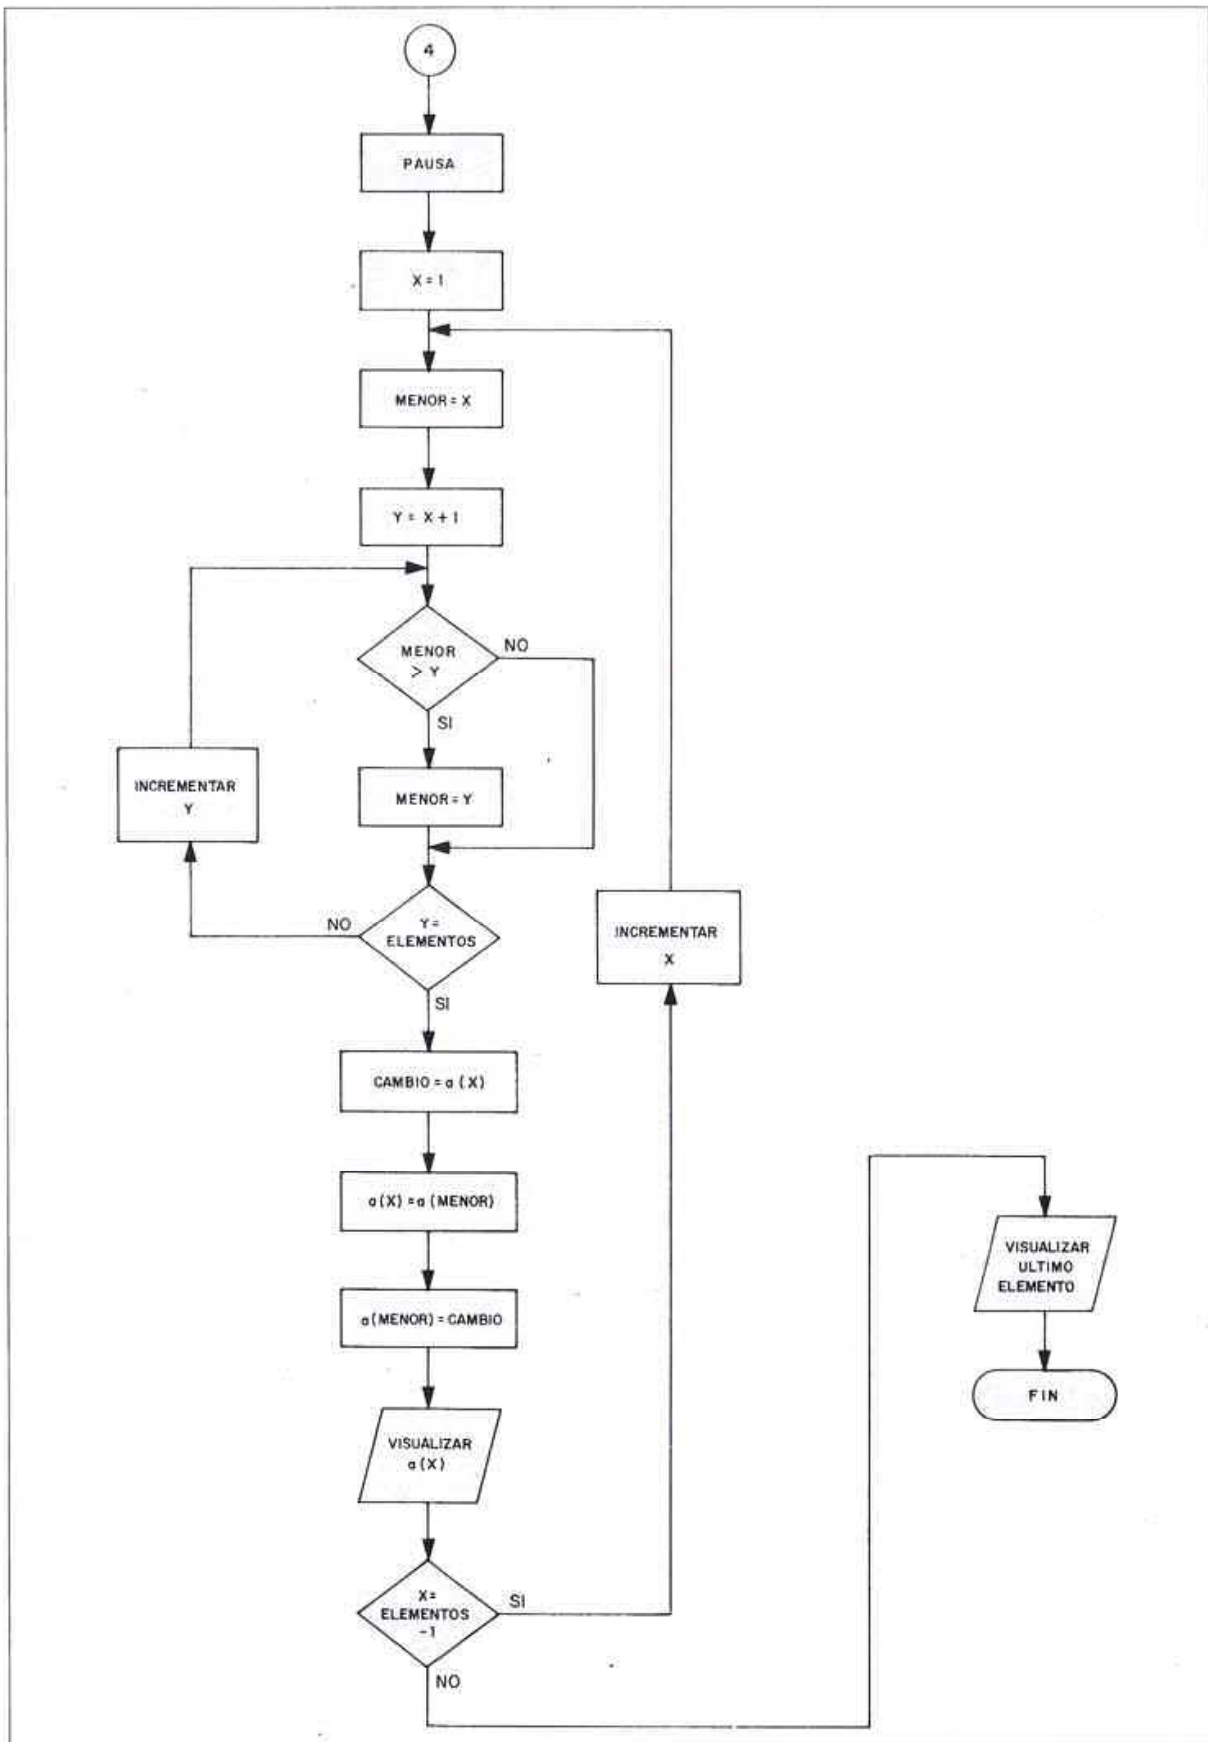 4
PAUSA
X = 1
MENOR = X
Y = X + 1
MENOR
> Y
NO
SI
INCREMENTAR
Y
MENOR = Y
Y =
ELEMENTOS
NO
SI
INCREMENTAR
X
CAMBIO = a (X)
a (X) = a (MENOR)
a (MENOR) = CAMBIO
VISUALIZAR
a (X)
X =
ELEMENTOS
-1
SI
NO
VISUALIZAR
ULTIMO
ELEMENTO
FIN